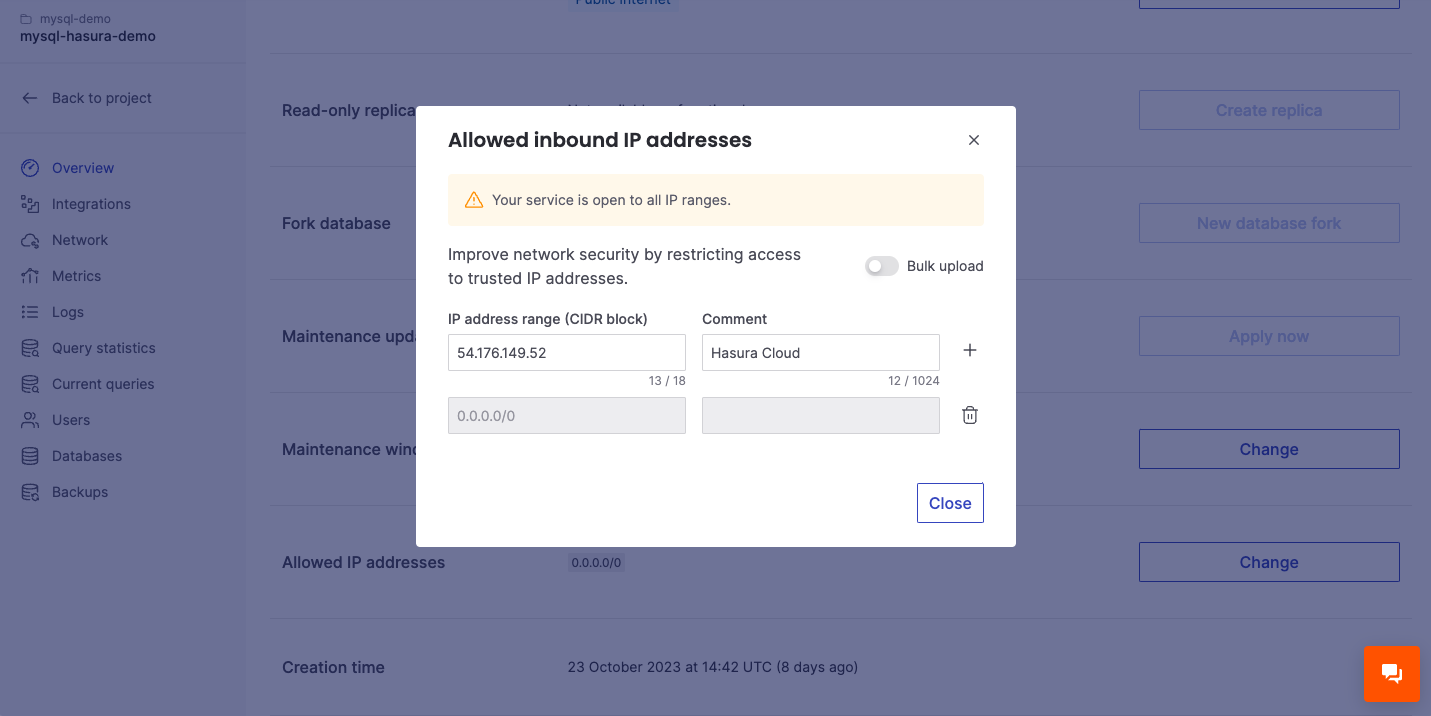 mysql-demo
mysql-hasura-demo
Public Internet
Back to project
Overview
Integrations
Network
Metrics
Logs
Query statistics
Current queries
Users
Databases
Backups
Read-only replica
Create replica
Fork database
New database fork
Maintenance upda
Apply now
Maintenance wind
Change
Allowed IP addresses
0.0.0.0/0
Change
Creation time
23 October 2023 at 14:42 UTC (8 days ago)
Allowed inbound IP addresses
Your service is open to all IP ranges.
Improve network security by restricting access
to trusted IP addresses.
Bulk upload
IP address range (CIDR block)
Comment
54.176.149.52
Hasura Cloud
13 / 18
12 / 1024
0.0.0.0/0
Close